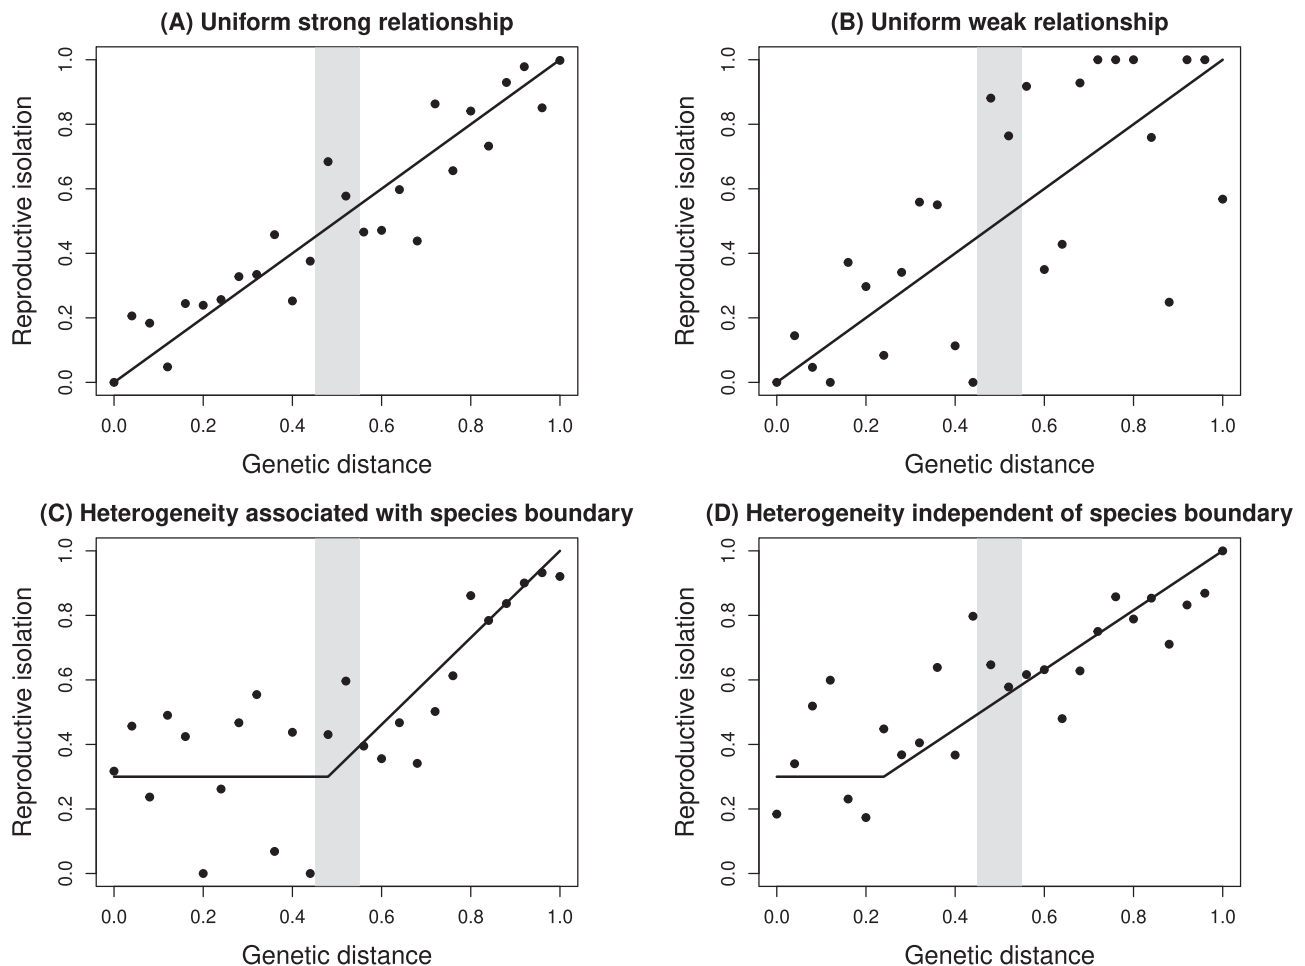 (A) Uniform strong relationship
Reproductive isolation
0.0 0.2 0.4 0.6 0.8 1.0
0.0 0.2 0.4 0.6 0.8 1.0
Genetic distance
(B) Uniform weak relationship
Reproductive isolation
0.0 0.2 0.4 0.6 0.8 1.0
0.0 0.2 0.4 0.6 0.8 1.0
Genetic distance
(C) Heterogeneity associated with species boundary
Reproductive isolation
0.0 0.2 0.4 0.6 0.8 1.0
0.0 0.2 0.4 0.6 0.8 1.0
Genetic distance
(D) Heterogeneity independent of species boundary
Reproductive isolation
0.0 0.2 0.4 0.6 0.8 1.0
0.0 0.2 0.4 0.6 0.8 1.0
Genetic distance